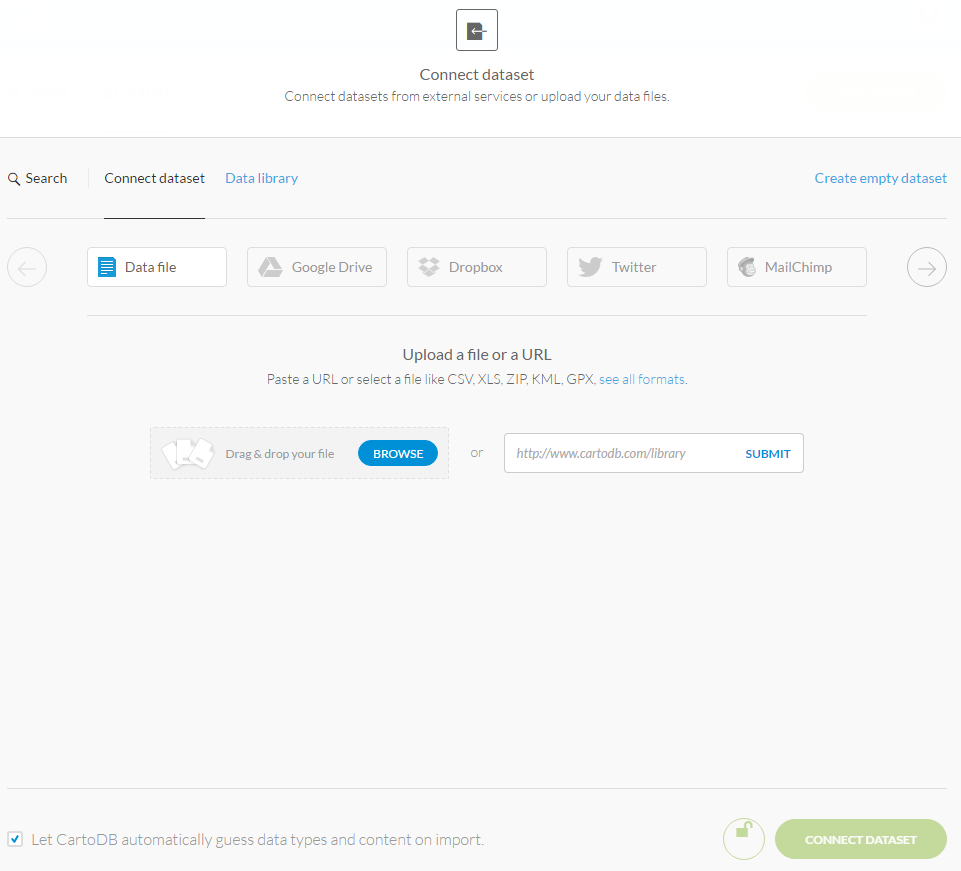 Connect dataset
Connect datasets from external services or upload your data files.
Search Connect dataset Data library Create empty dataset
Data file Google Drive Dropbox Twitter MailChimp
Upload a file or a URL
Paste a URL or select a file like CSV, XLS, ZIP, KML, GPX, see all formats.
Drag & drop your file BROWSE or http://www.cartodb.com/library SUBMIT
Let CartoDB automatically guess data types and content on import. CONNECT DATASET